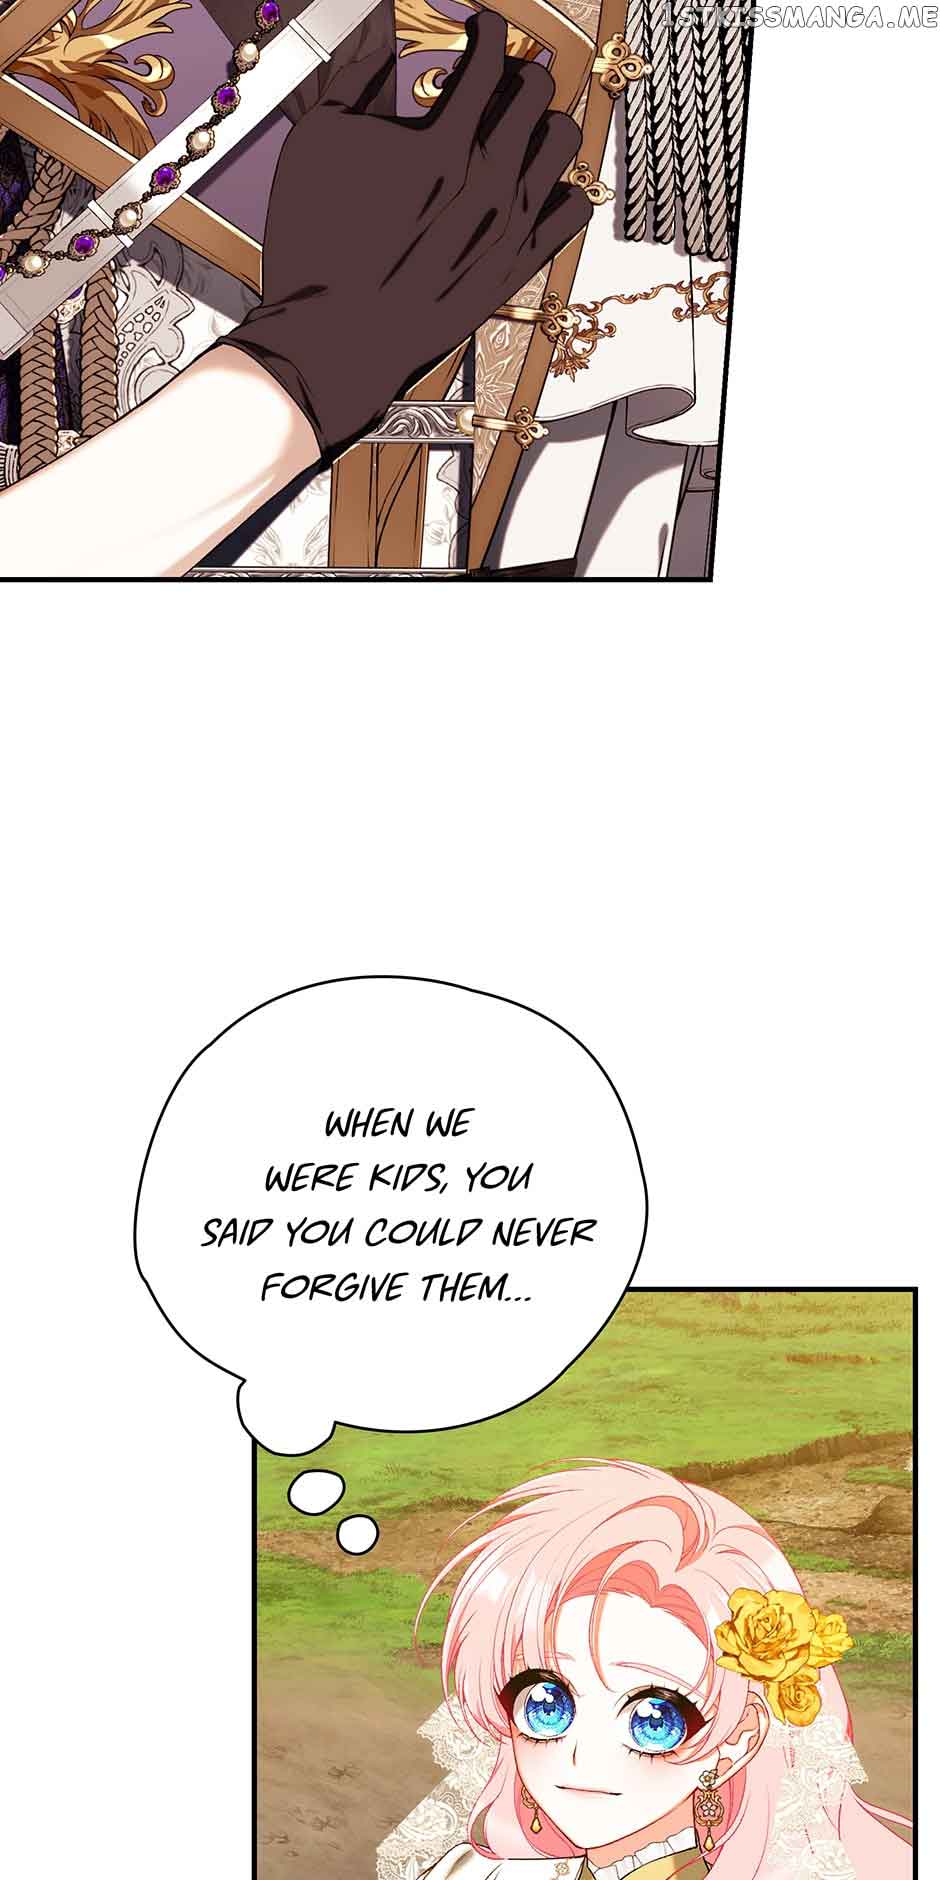 1STKISSMANGA.ME
WHEN WE
WERE KIDS, YOU
SAID YOU COULD NEVER
FORGIVE THEM...